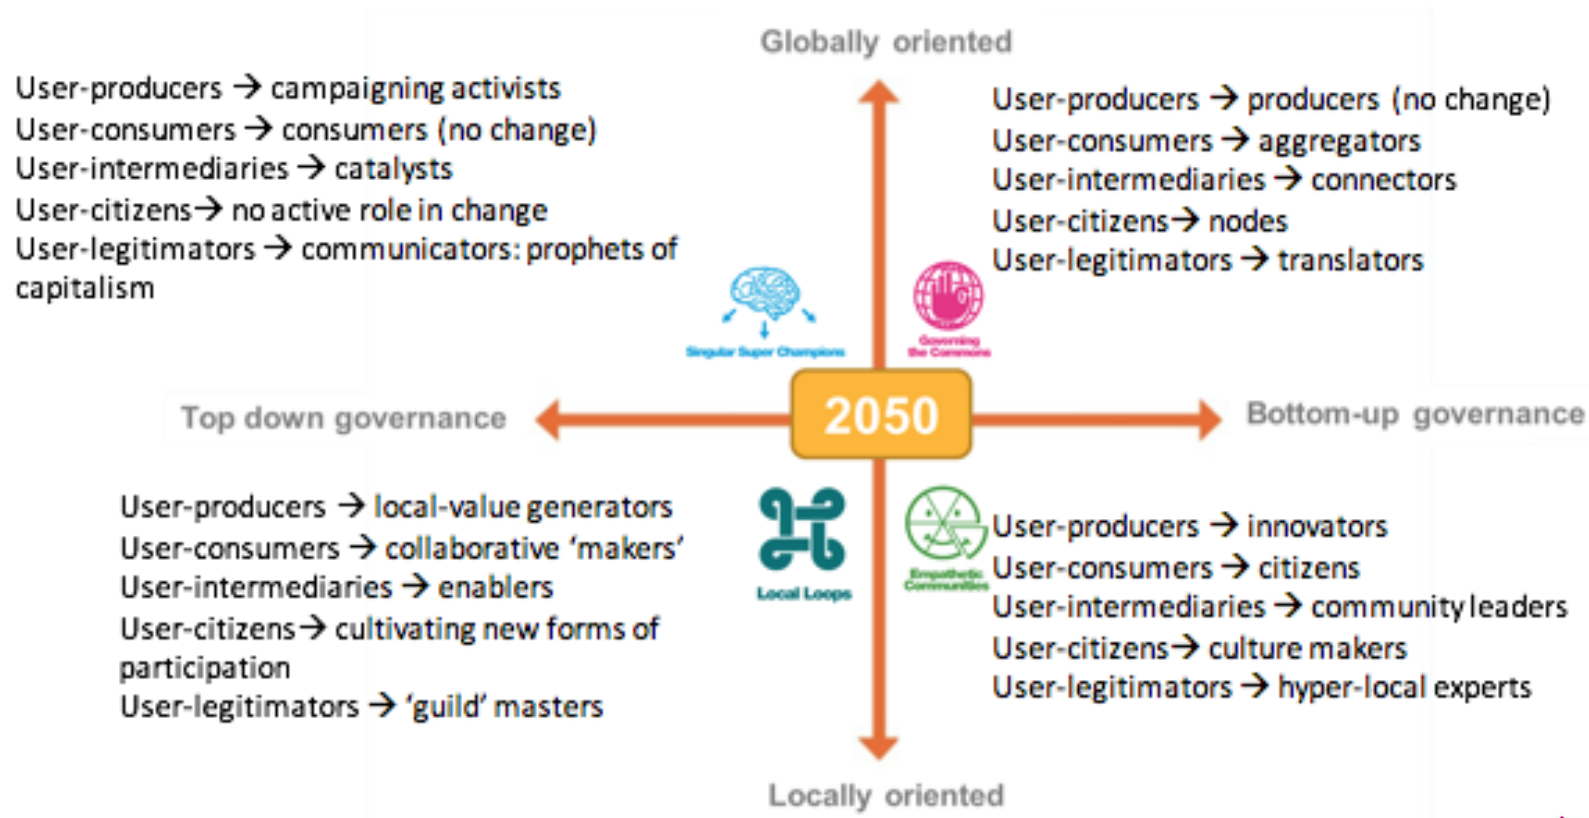 Globally oriented
User-producers → campaigning activists
User-consumers → consumers (no change)
User-intermediaries → catalysts
User-citizens→ no active role in change
User-legitimators → communicators: prophets of
capitalism
User-producers → producers (no change)
User-consumers → aggregators
User-intermediaries → connectors
User-citizens→ nodes
User-legitimators → translators
Singular Super Champions
Governing
the Commons
Top down governance
2050
Bottom-up governance
User-producers → local-value generators
User-consumers → collaborative ‘makers’
User-intermediaries → enablers
User-citizens→ cultivating new forms of
participation
User-legitimators → ‘guild’ masters
Local Loops
Empathetic
Communities
User-producers → innovators
User-consumers → citizens
User-intermediaries → community leaders
User-citizens→ culture makers
User-legitimators → hyper-local experts
Locally oriented